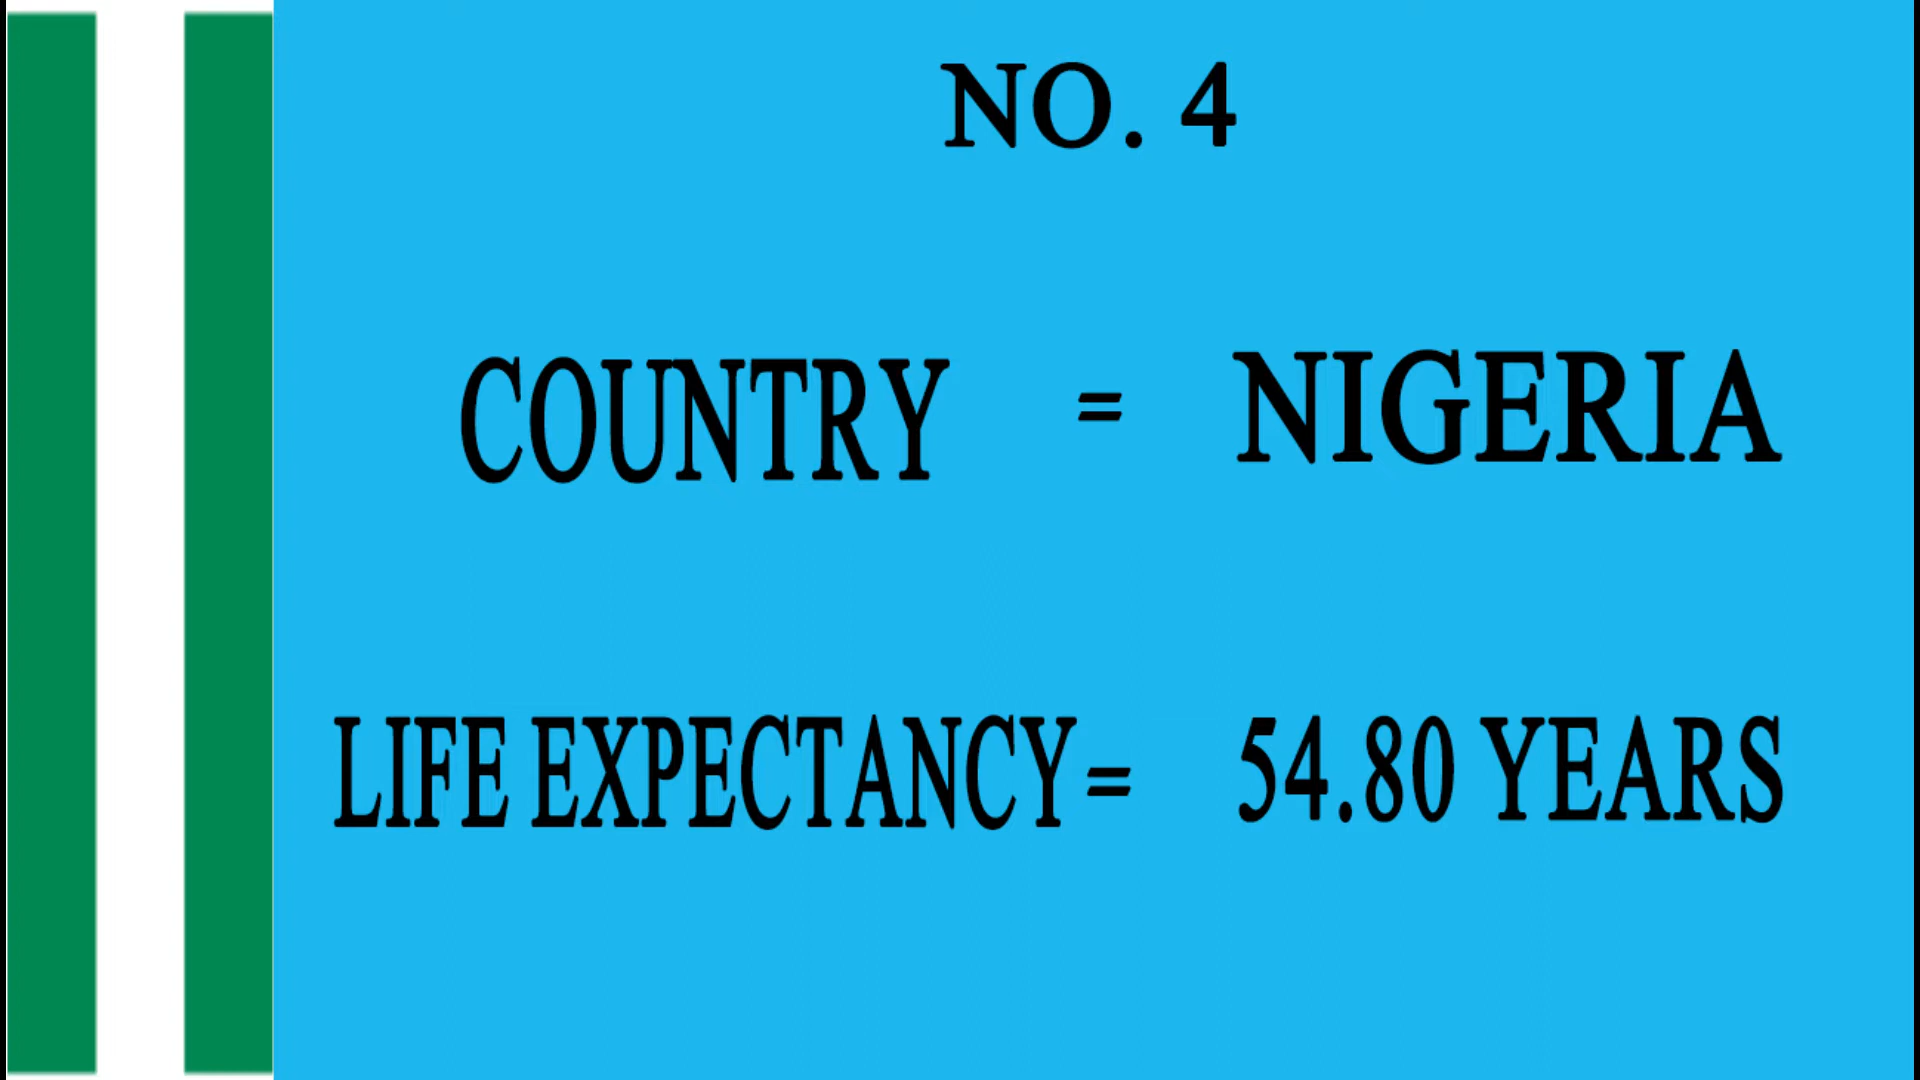 NO. 4
COUNTRY = NIGERIA
LIFE EXPECTANCY= 54.80 YEARS